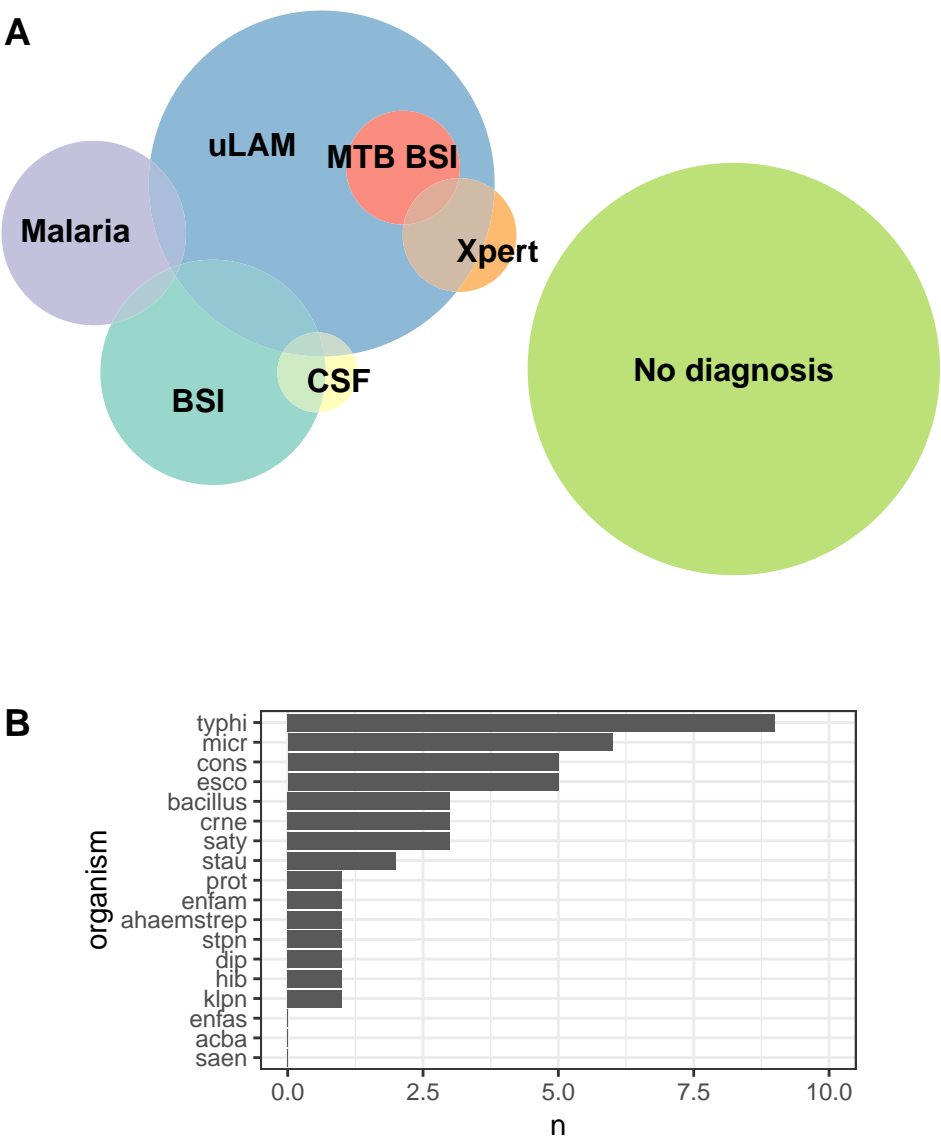 A
uLAM
MTB BSI
Malaria
Xpert
No diagnosis
CSF
BSI
B
typhi
micr
cons
esco
bacillus
crne
saty
stau
prot
enfam
ahaemstrep
stpn
dip
hib
klpn
enfas
acba
saen
organism
0.0 2.5 5.0 7.5 10.0
n